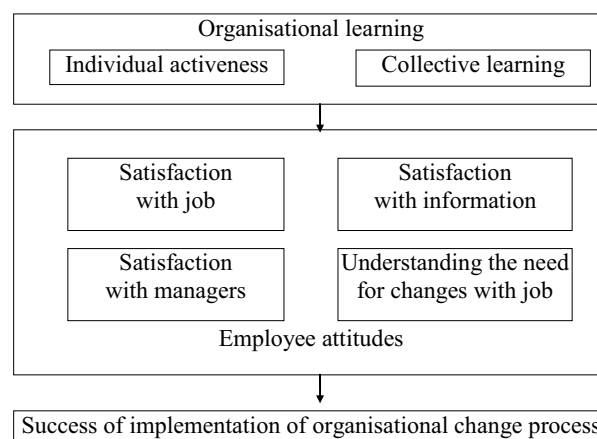 Organisational learning
Individual activeness
Collective learning
Satisfaction
with job
Satisfaction
with information
Satisfaction
with managers
Understanding the need
for changes with job
Employee attitudes
Success of implementation of organisational change process